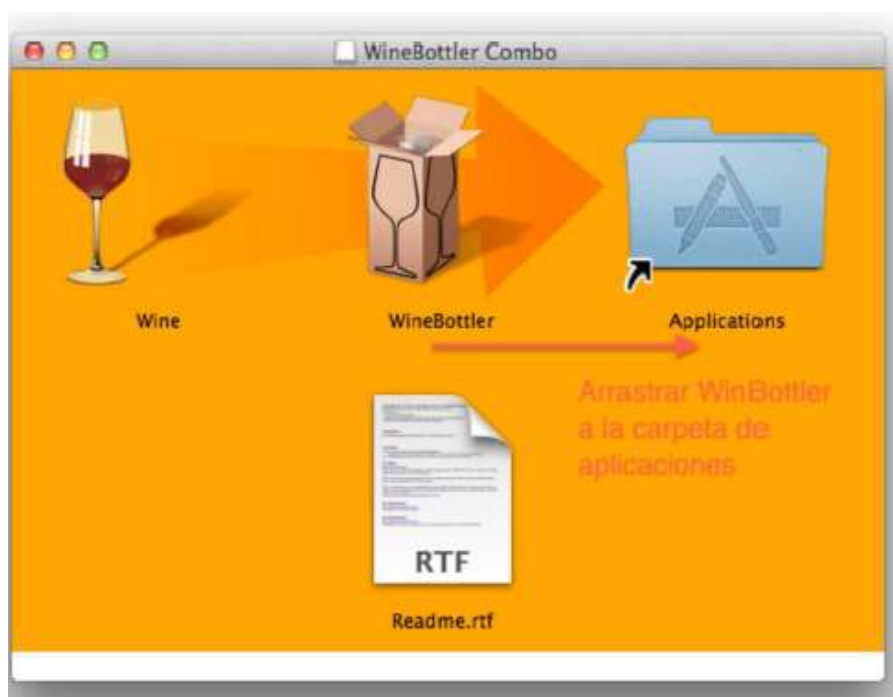 WineBottler Combo
Wine
WineBottler
Applications
Arrastrar WinBottler
a la carpeta de
aplicaciones
RTF
Readme.rtf